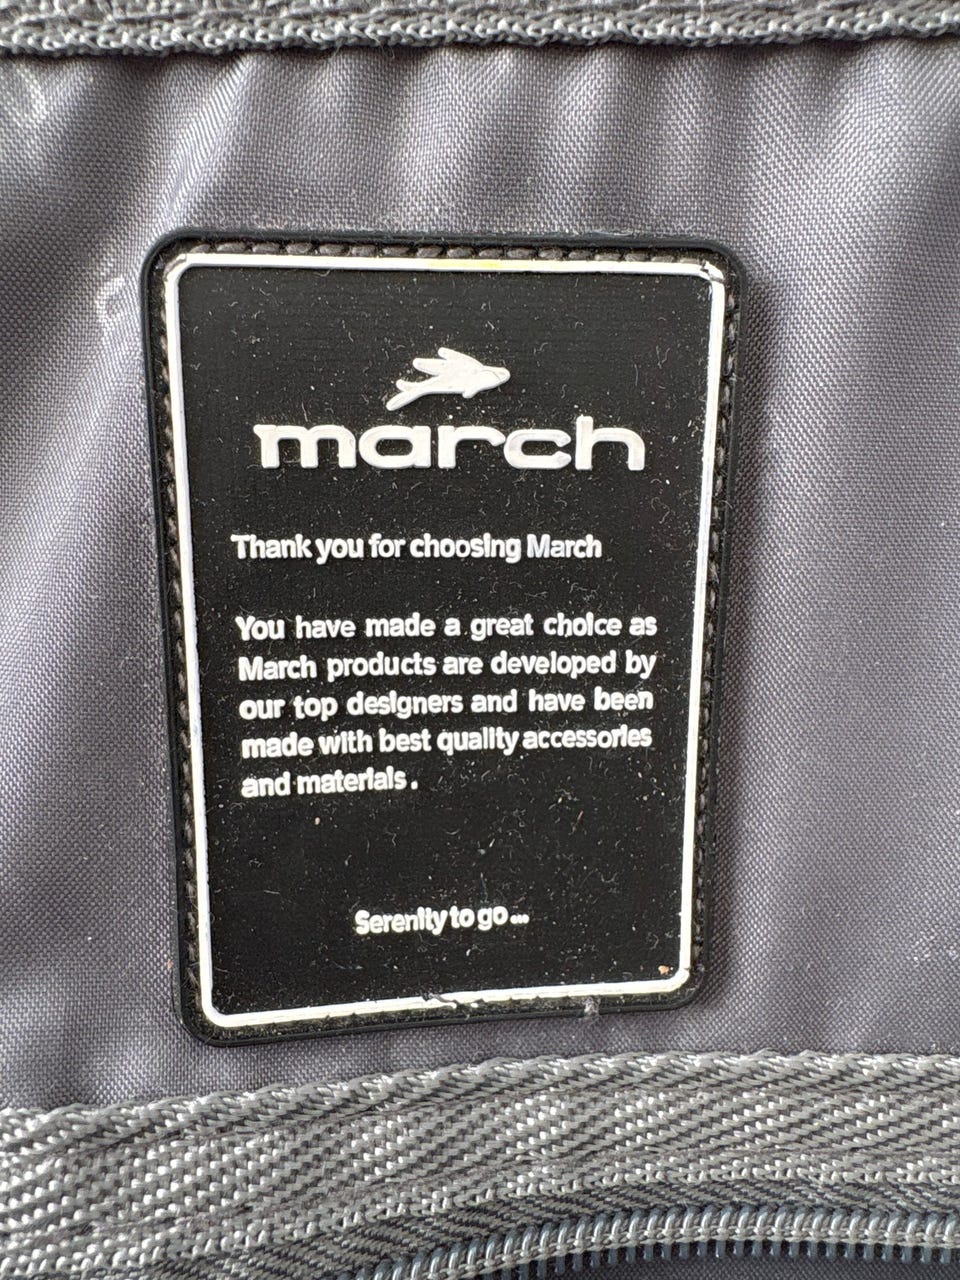 march
Thank you for choosing March
You have made a great choice as
March products are developed by
our top designers and have been
made with best quality accessories
and materials.
Serenity to go...